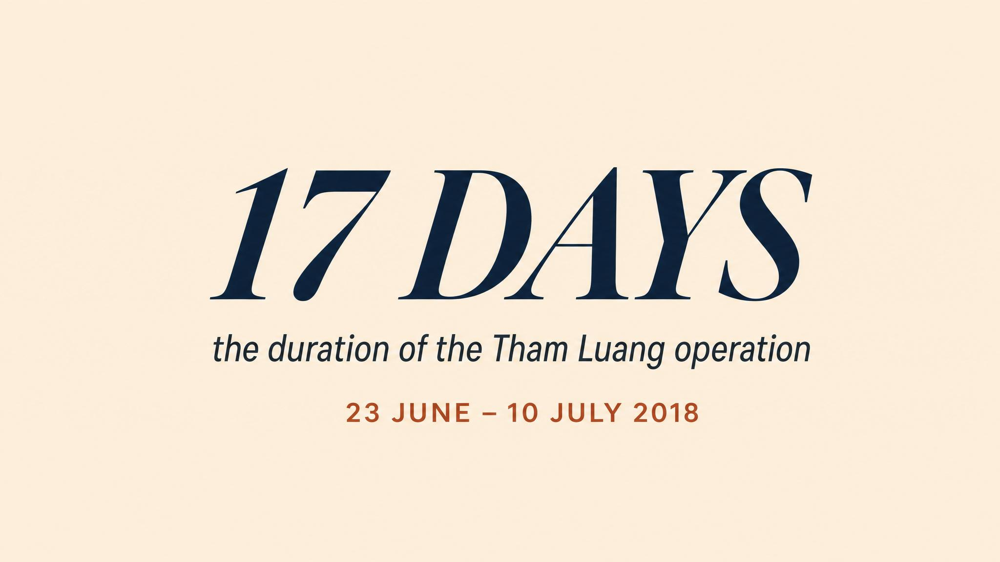 17 DAYS
the duration of the Tham Luang operation
23 JUNE – 10 JULY 2018